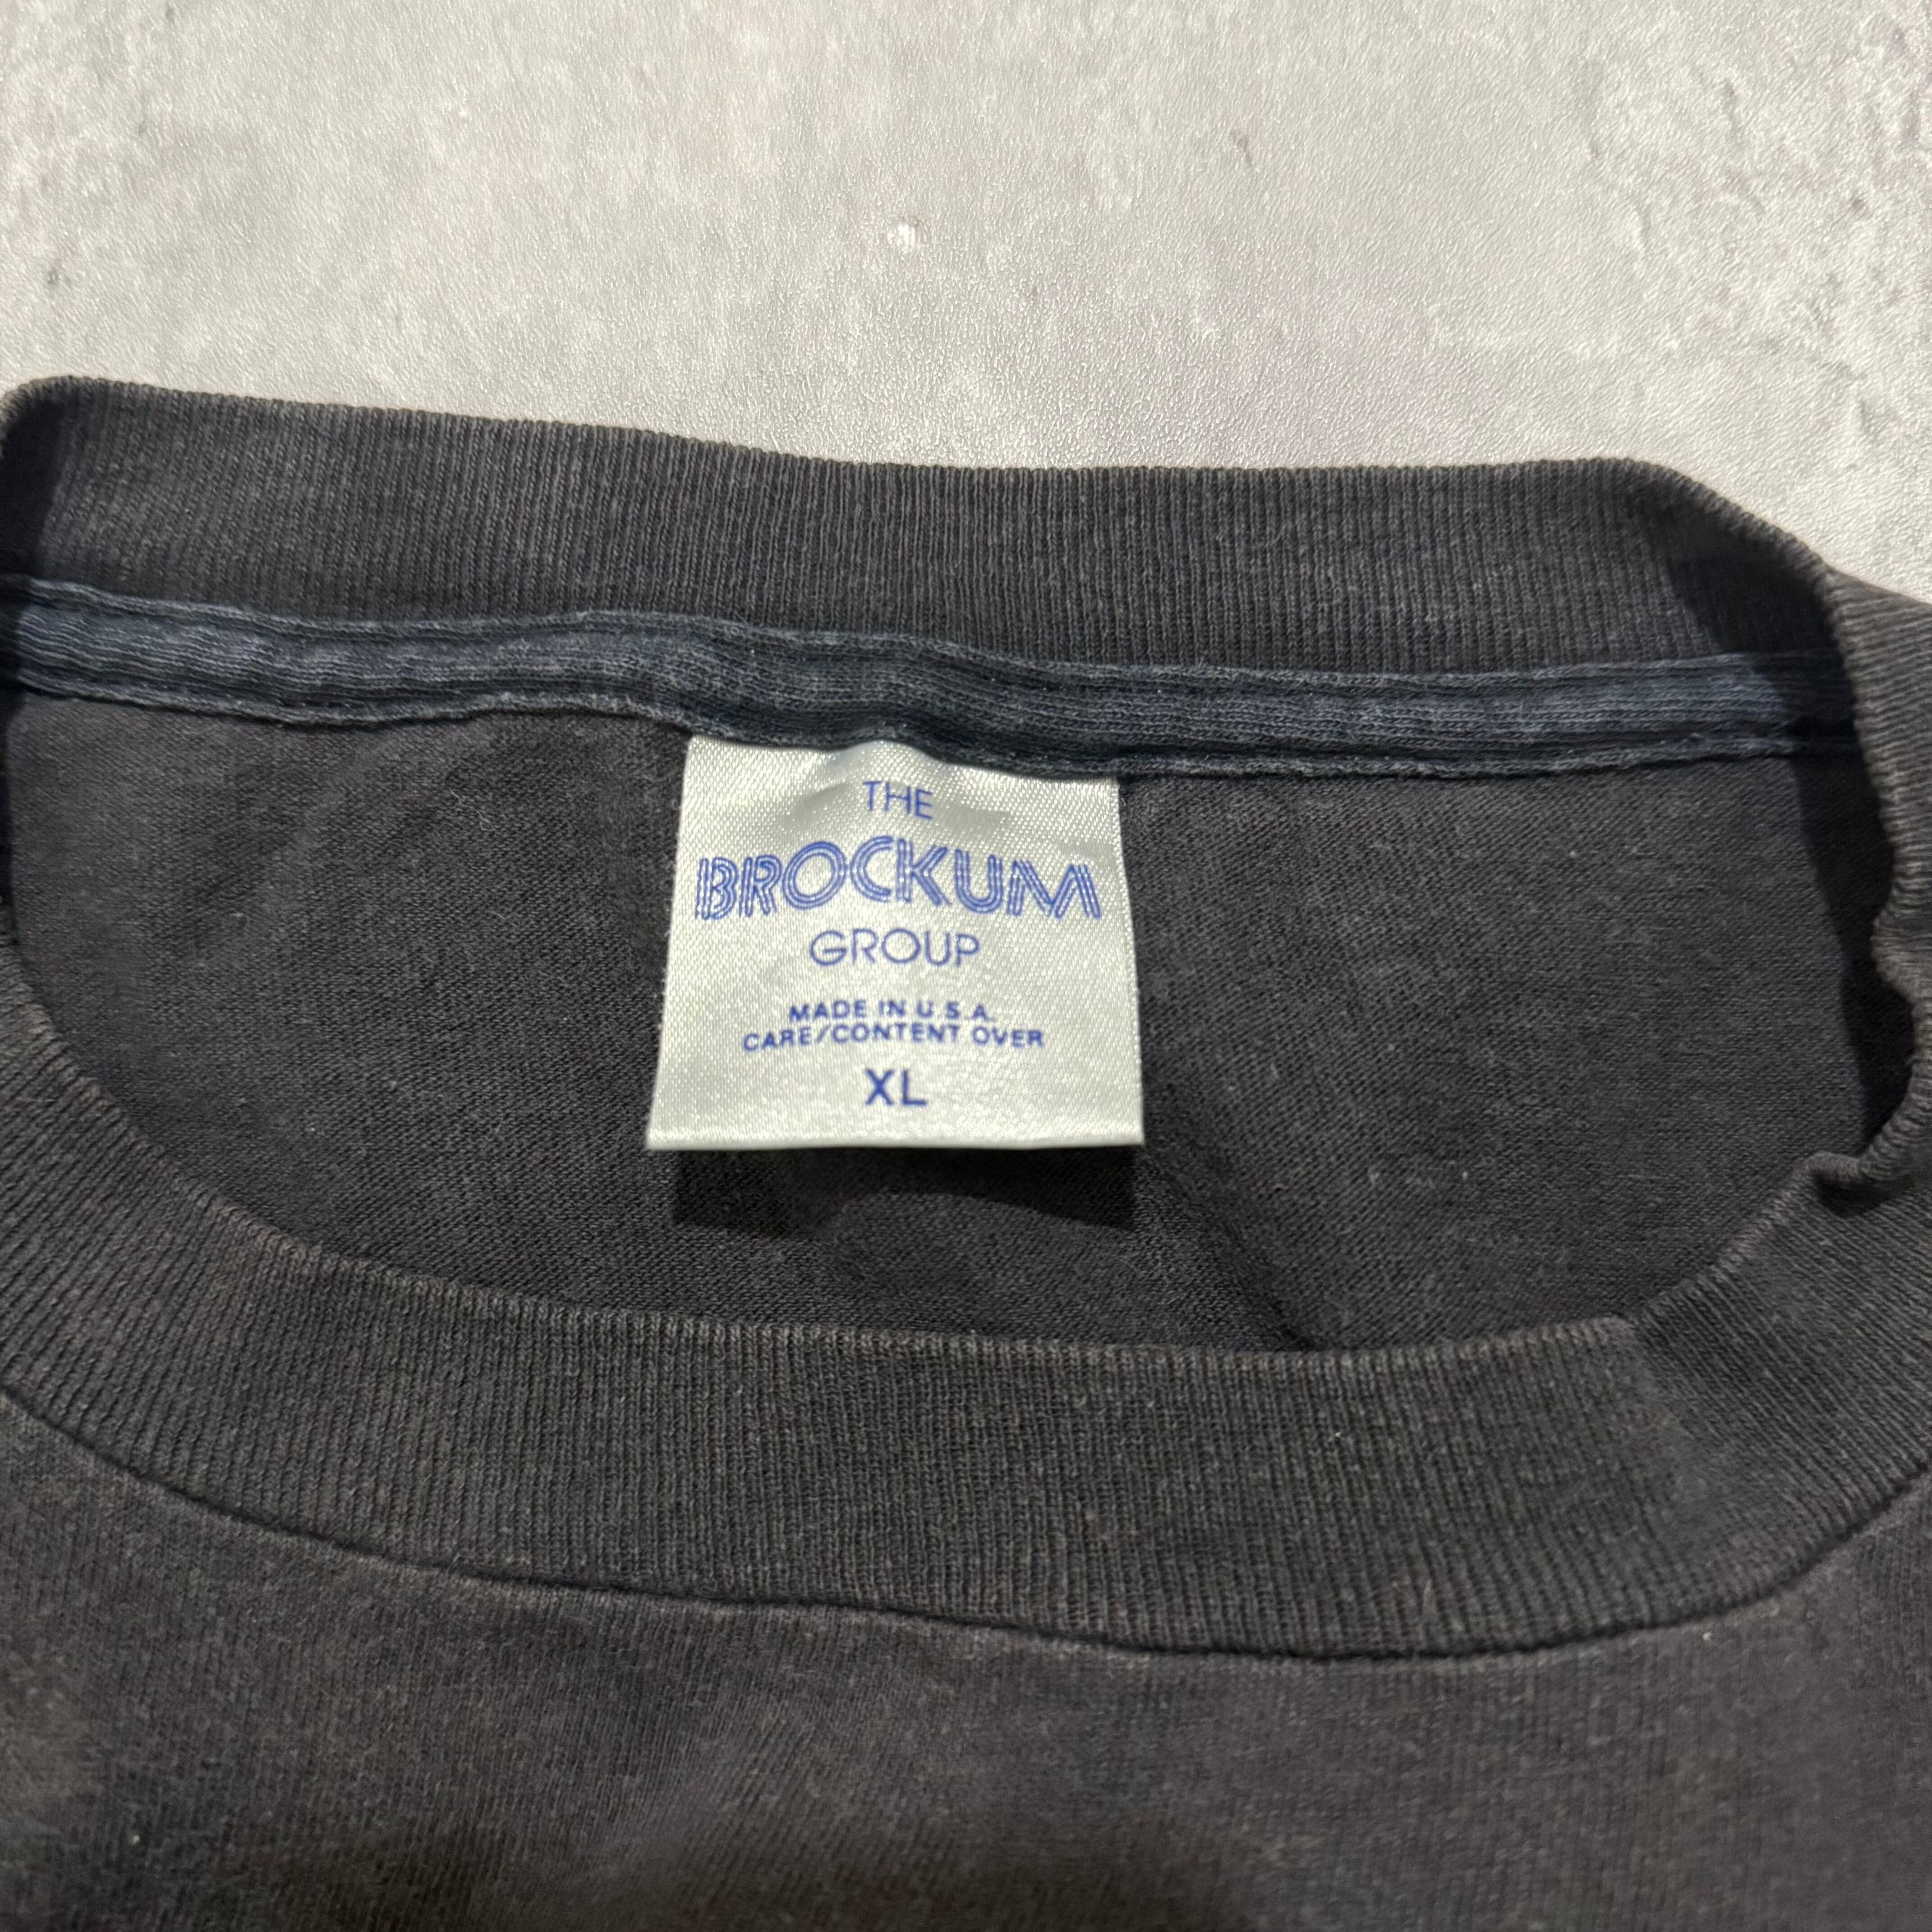 THE
BROCKUM
GROUP
MADE IN U.S.A.
CARE/CONTENT OVER
XL